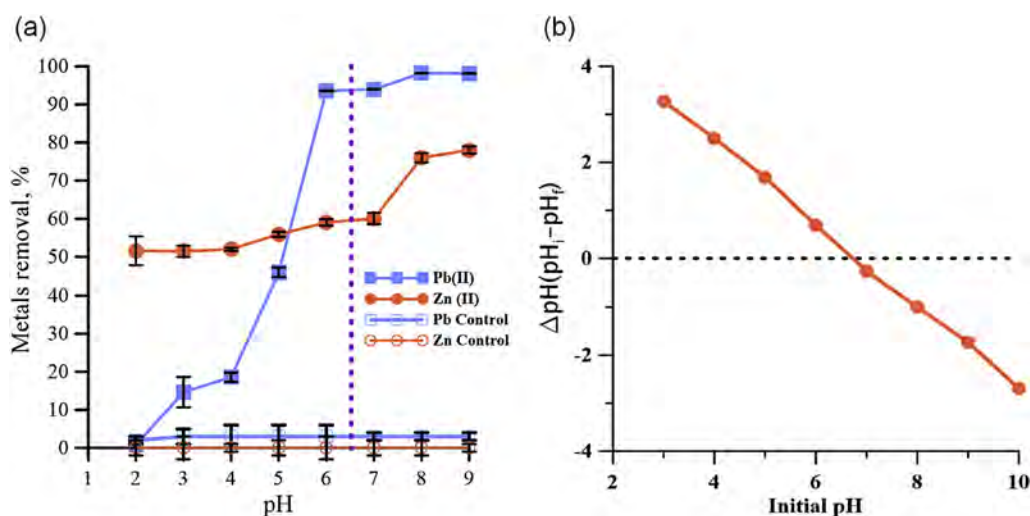 (a)
100
90
80
70
60
50
40
30
20
10
0
Metals removal, %
1 2 3 4 5 6 7 8 9
pH
Pb(II)
Zn (II)
Pb Control
Zn Control
(b)
4
2
0
-2
-4
ΔpH(pHi-pHf)
2 4 6 8 10
Initial pH